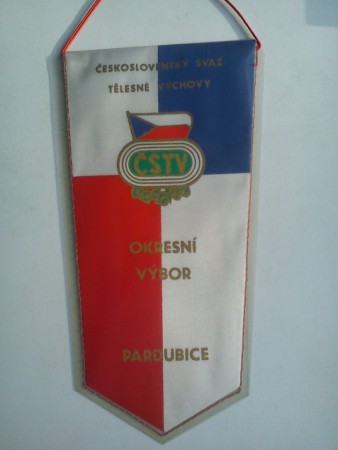 ČESKOSLOVENSKÝ SVAZ
TĚLESNÉ VÝCHOVY
ČSTV
OKRESNÍ
VÝBOR
PARDUBICE